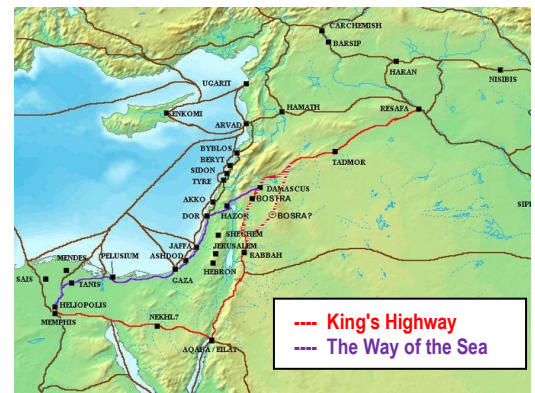 CARCHEMISH
BARSIP
HARAN
NISIBIS
UGARIT
HAMATH
RESAFA
ENKOMI
ARVAD
BYBLOS
BERYT
SIDON
TYRE
TADMOR
DAMASCUS
BOSTRA
AKKO
HAZOR
DOR
BOSRA?
SIP
SHECHEM
JAFFA
JERUSALEM
RABBAH
ASHDOD
HEBRON
GAZA
PELUSIUM
MENDES
SAIS
TANIS
HELIOPOLIS
MEMPHIS
NEKHL?
AQABA / EILAT
---- King's Highway
---- The Way of the Sea